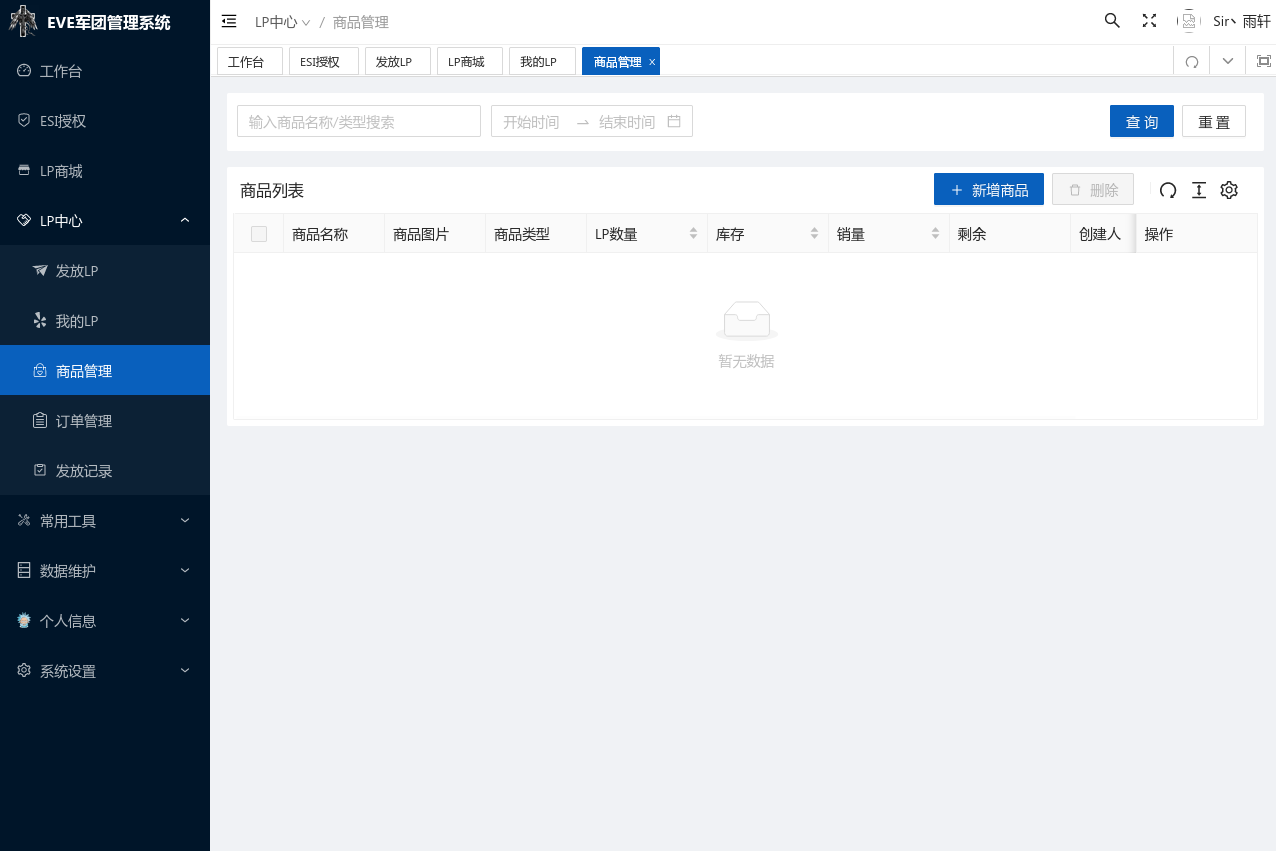 EVE军团管理系统
LP中心 / 商品管理
Sir丶雨轩
工作台 ESI授权 发放LP LP商城 我的LP 商品管理 x
工作台
ESI授权
LP商城
LP中心
发放LP
我的LP
商品管理
订单管理
发放记录
常用工具
数据维护
个人信息
系统设置
输入商品名称/类型搜索 开始时间 → 结束时间 查 询 重 置
商品列表 + 新增商品 删除
商品名称 商品图片 商品类型 LP数量 库存 销量 剩余 创建人 操作
暂无数据